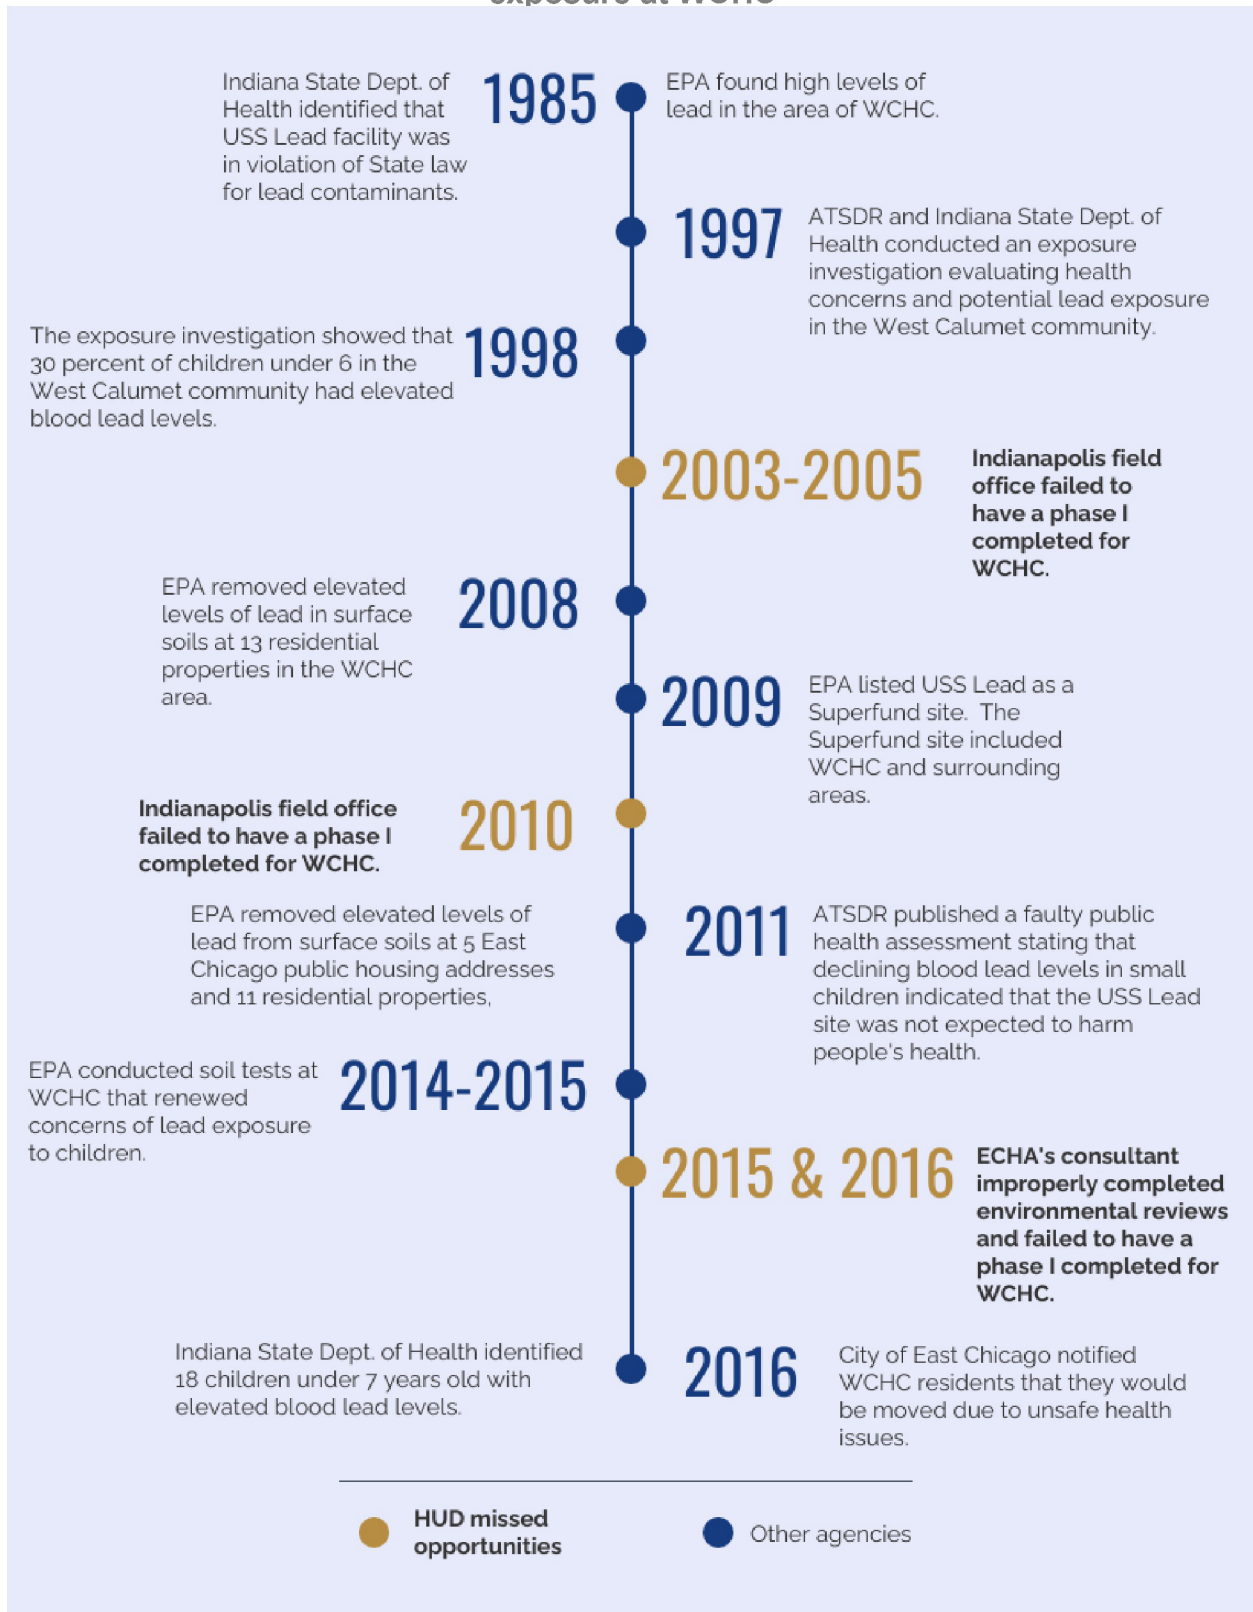 exposure at WCHC
Indiana State Dept. of
Health identified that
USS Lead facility was
in violation of State law
for lead contaminants.
1985
EPA found high levels of
lead in the area of WCHC.
1997
ATSDR and Indiana State Dept. of
Health conducted an exposure
investigation evaluating health
concerns and potential lead exposure
in the West Calumet community.
The exposure investigation showed that
30 percent of children under 6 in the
West Calumet community had elevated
blood lead levels.
1998
2003-2005
Indianapolis field
office failed to
have a phase I
completed for
WCHC.
EPA removed elevated
levels of lead in surface
soils at 13 residential
properties in the WCHC
area.
2008
2009
EPA listed USS Lead as a
Superfund site.  The
Superfund site included
WCHC and surrounding
areas.
Indianapolis field office
failed to have a phase I
completed for WCHC.
2010
EPA removed elevated levels of
lead from surface soils at 5 East
Chicago public housing addresses
and 11 residential properties,
2011
ATSDR published a faulty public
health assessment stating that
declining blood lead levels in small
children indicated that the USS Lead
site was not expected to harm
people's health.
EPA conducted soil tests at
WCHC that renewed
concerns of lead exposure
to children.
2014-2015
2015 & 2016
ECHA's consultant
improperly completed
environmental reviews
and failed to have a
phase I completed for
WCHC.
Indiana State Dept. of Health identified
18 children under 7 years old with
elevated blood lead levels.
2016
City of East Chicago notified
WCHC residents that they would
be moved due to unsafe health
issues.
HUD missed
opportunities
Other agencies